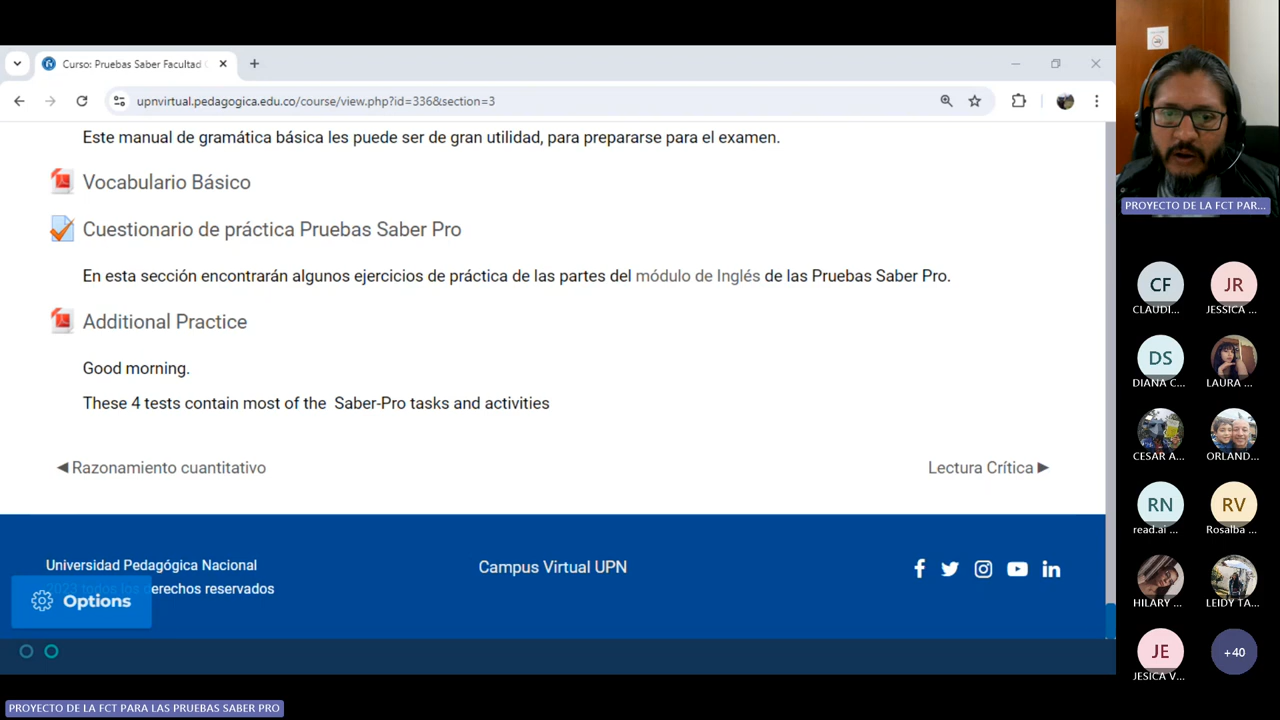 Curso: Pruebas Saber Facultad
upnvirtual.pedagogica.edu.co/course/view.php?id=336&section=3
Este manual de gramática básica les puede ser de gran utilidad, para prepararse para el examen.
Vocabulario Básico
Cuestionario de práctica Pruebas Saber Pro
En esta sección encontrarán algunos ejercicios de práctica de las partes del módulo de Inglés de las Pruebas Saber Pro.
Additional Practice
Good morning.
These 4 tests contain most of the Saber-Pro tasks and activities
◀ Razonamiento cuantitativo
Lectura Crítica ▶
Universidad Pedagógica Nacional
2023 todos los derechos reservados
Campus Virtual UPN
Options
PROYECTO DE LA FCT PARA LAS PRUEBAS SABER PRO
PROYECTO DE LA FCT PAR...
CF
CLAUDI...
JR
JESSICA ...
DS
DIANA C...
LAURA ...
CESAR A...
ORLAND...
RN
read.ai ...
RV
Rosalba ...
HILARY ...
LEIDY TA...
JE
JESICA V...
+40